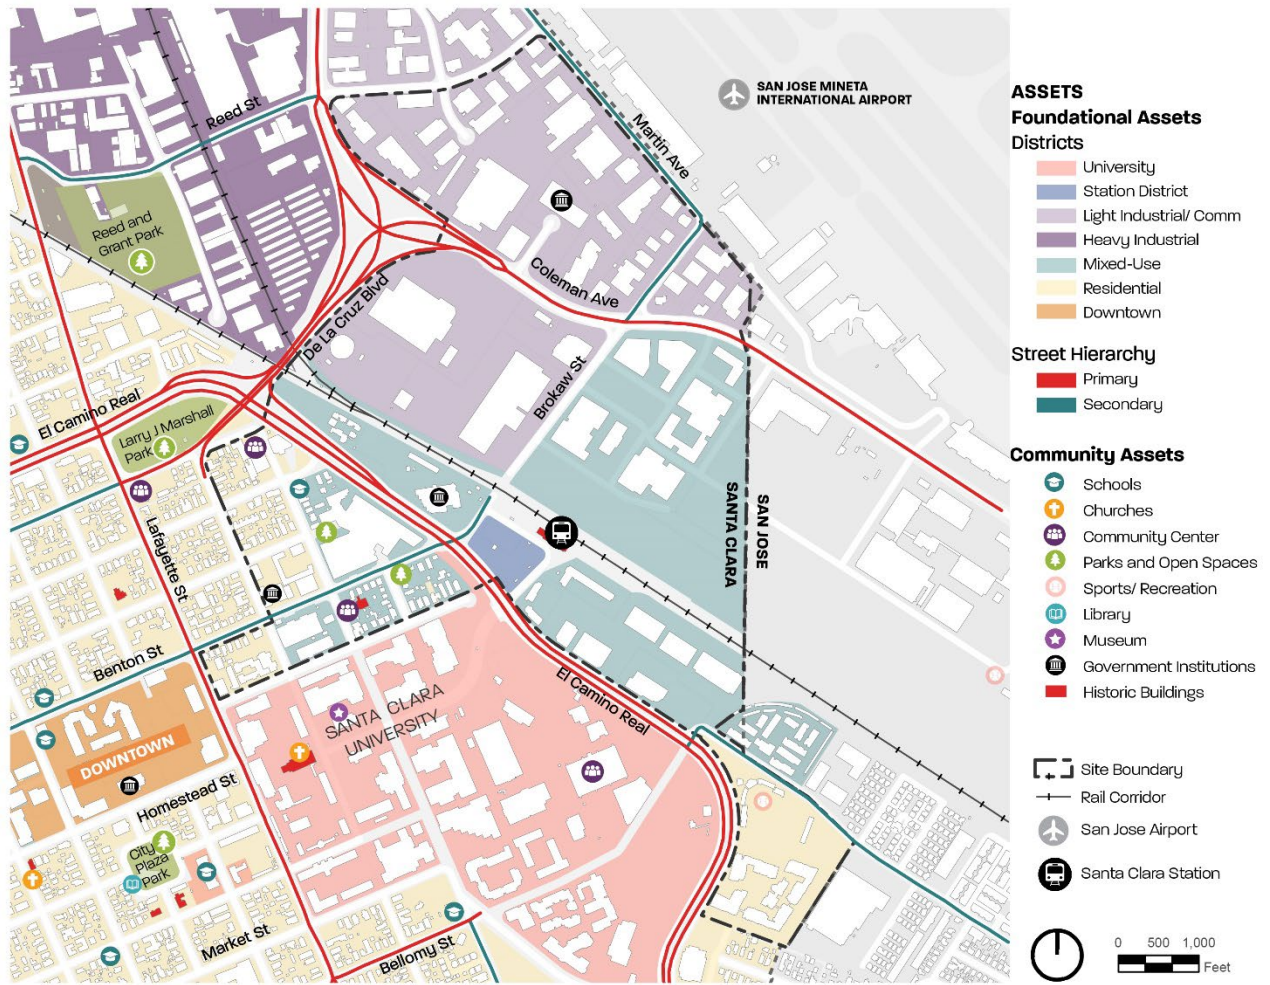 SAN JOSE MINETA
INTERNATIONAL AIRPORT
Reed St
Martin Ave
Reed and
Grant Park
Coleman Ave
De La Cruz Blvd
Brokaw St
El Camino Real
Larry J Marshall
Park
SANTA CLARA
SAN JOSE
Lafayette St
Benton St
El Camino Real
SANTA CLARA
UNIVERSITY
DOWNTOWN
Homestead St
City
Plaza
Park
Market St
Bellomy St
ASSETS
Foundational Assets
Districts
University
Station District
Light Industrial/ Comm
Heavy Industrial
Mixed-Use
Residential
Downtown
Street Hierarchy
Primary
Secondary
Community Assets
Schools
Churches
Community Center
Parks and Open Spaces
Sports/ Recreation
Library
Museum
Government Institutions
Historic Buildings
Site Boundary
Rail Corridor
San Jose Airport
Santa Clara Station
0 500 1,000
Feet